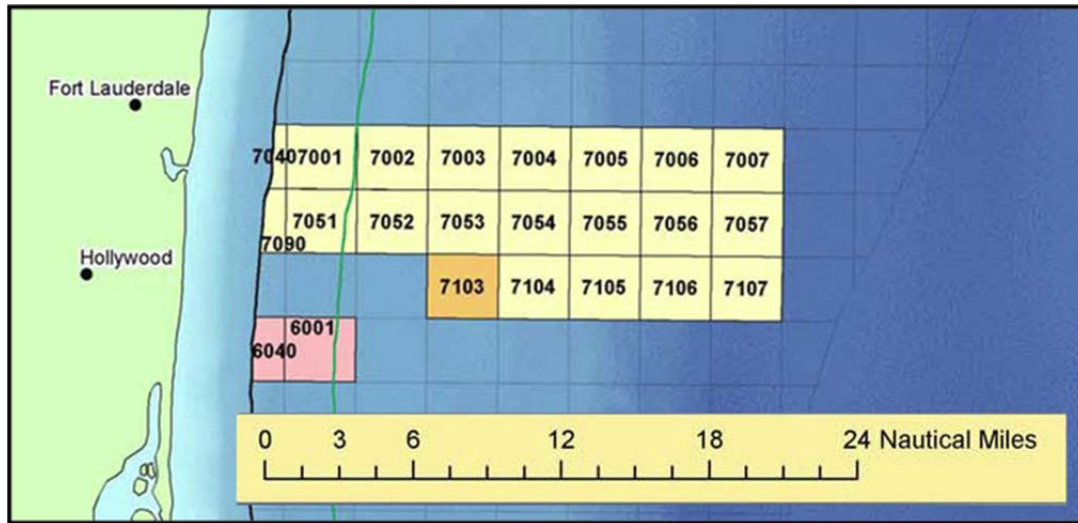 Fort Lauderdale
7040 7001 7002 7003 7004 7005 7006 7007
7051 7052 7053 7054 7055 7056 7057
7090
Hollywood
7103 7104 7105 7106 7107
6001
6040
0 3 6 12 18 24 Nautical Miles